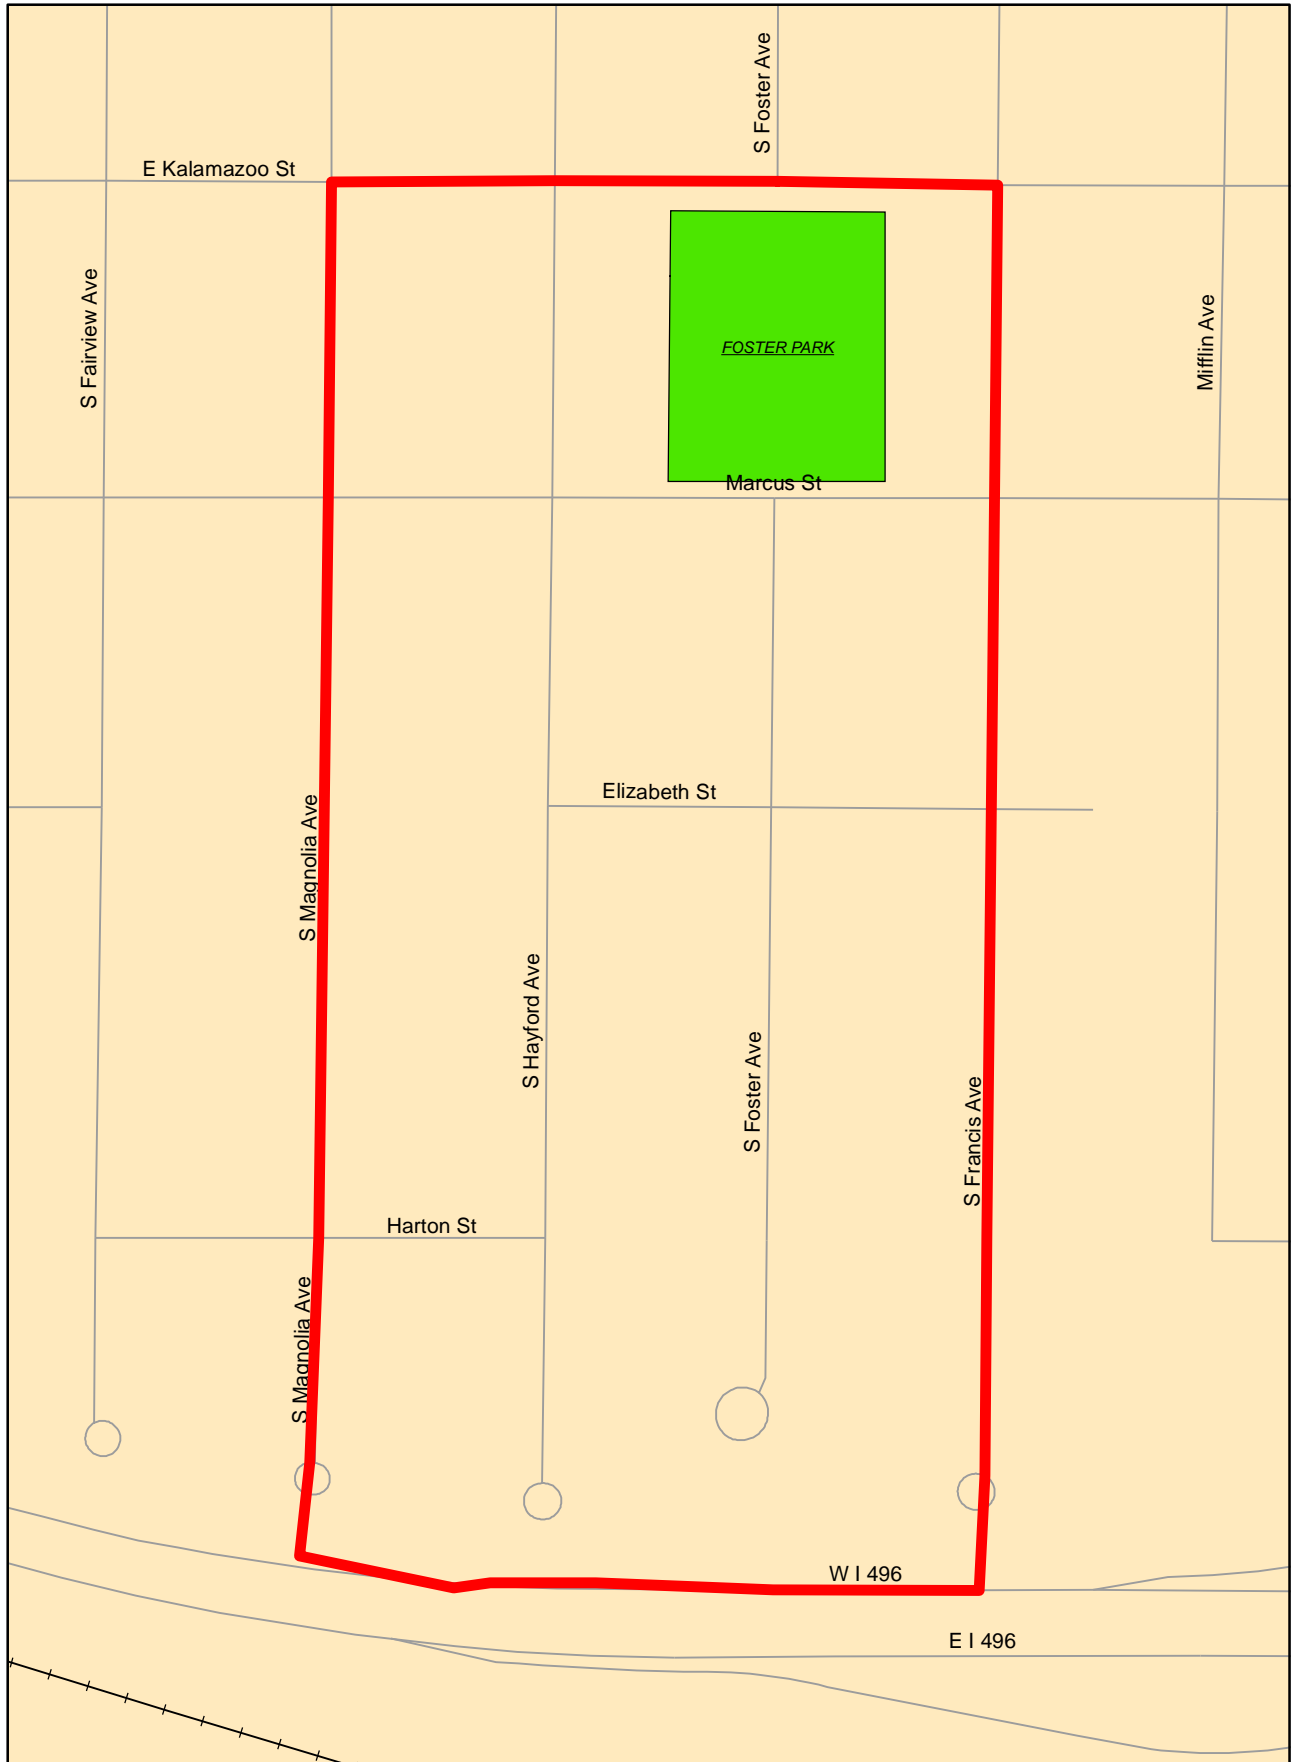 S Foster Ave
E Kalamazoo St
S Fairview Ave
Mifflin Ave
FOSTER PARK
Marcus St
Elizabeth St
S Magnolia Ave
S Hayford Ave
S Foster Ave
S Francis Ave
Harton St
S Magnolia Ave
W I 496
E I 496